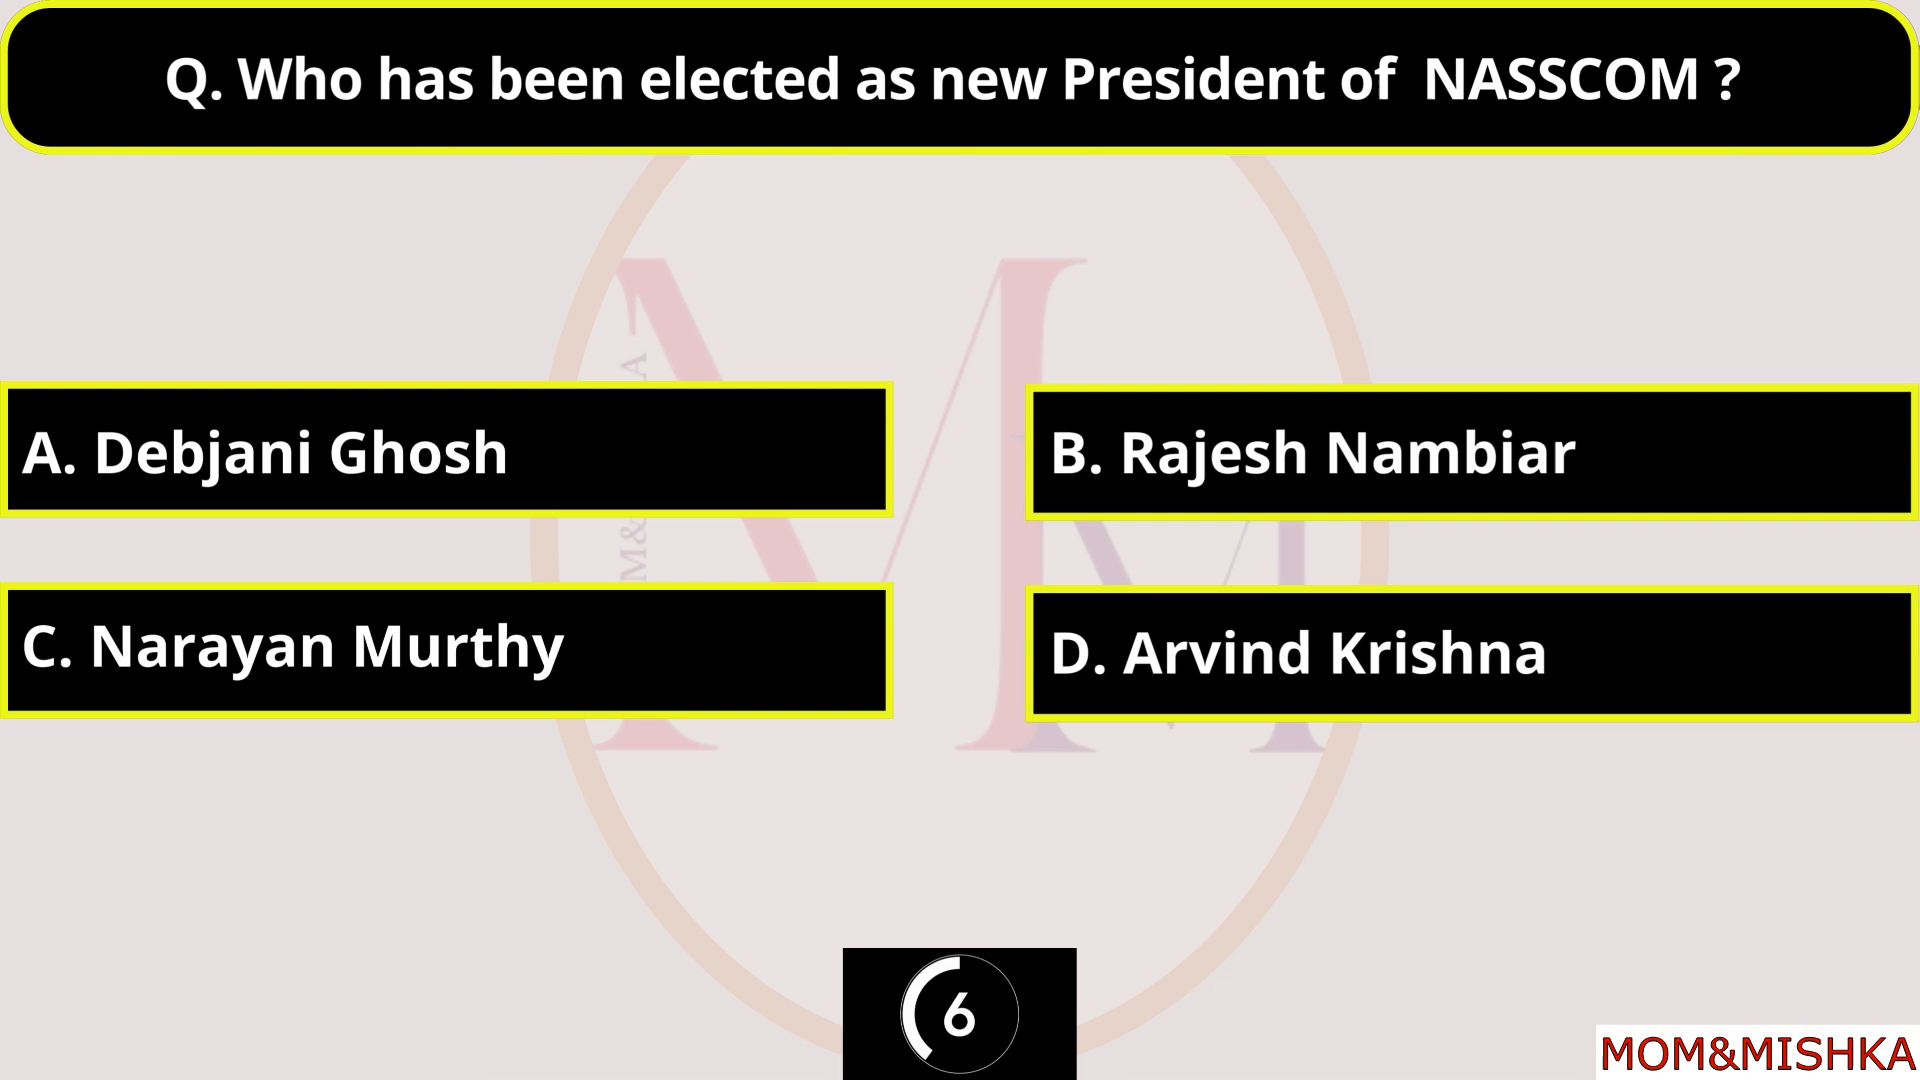 Q. Who has been elected as new President of NASSCOM ?
A. Debjani Ghosh
B. Rajesh Nambiar
C. Narayan Murthy
D. Arvind Krishna
6
MOM&MISHKA